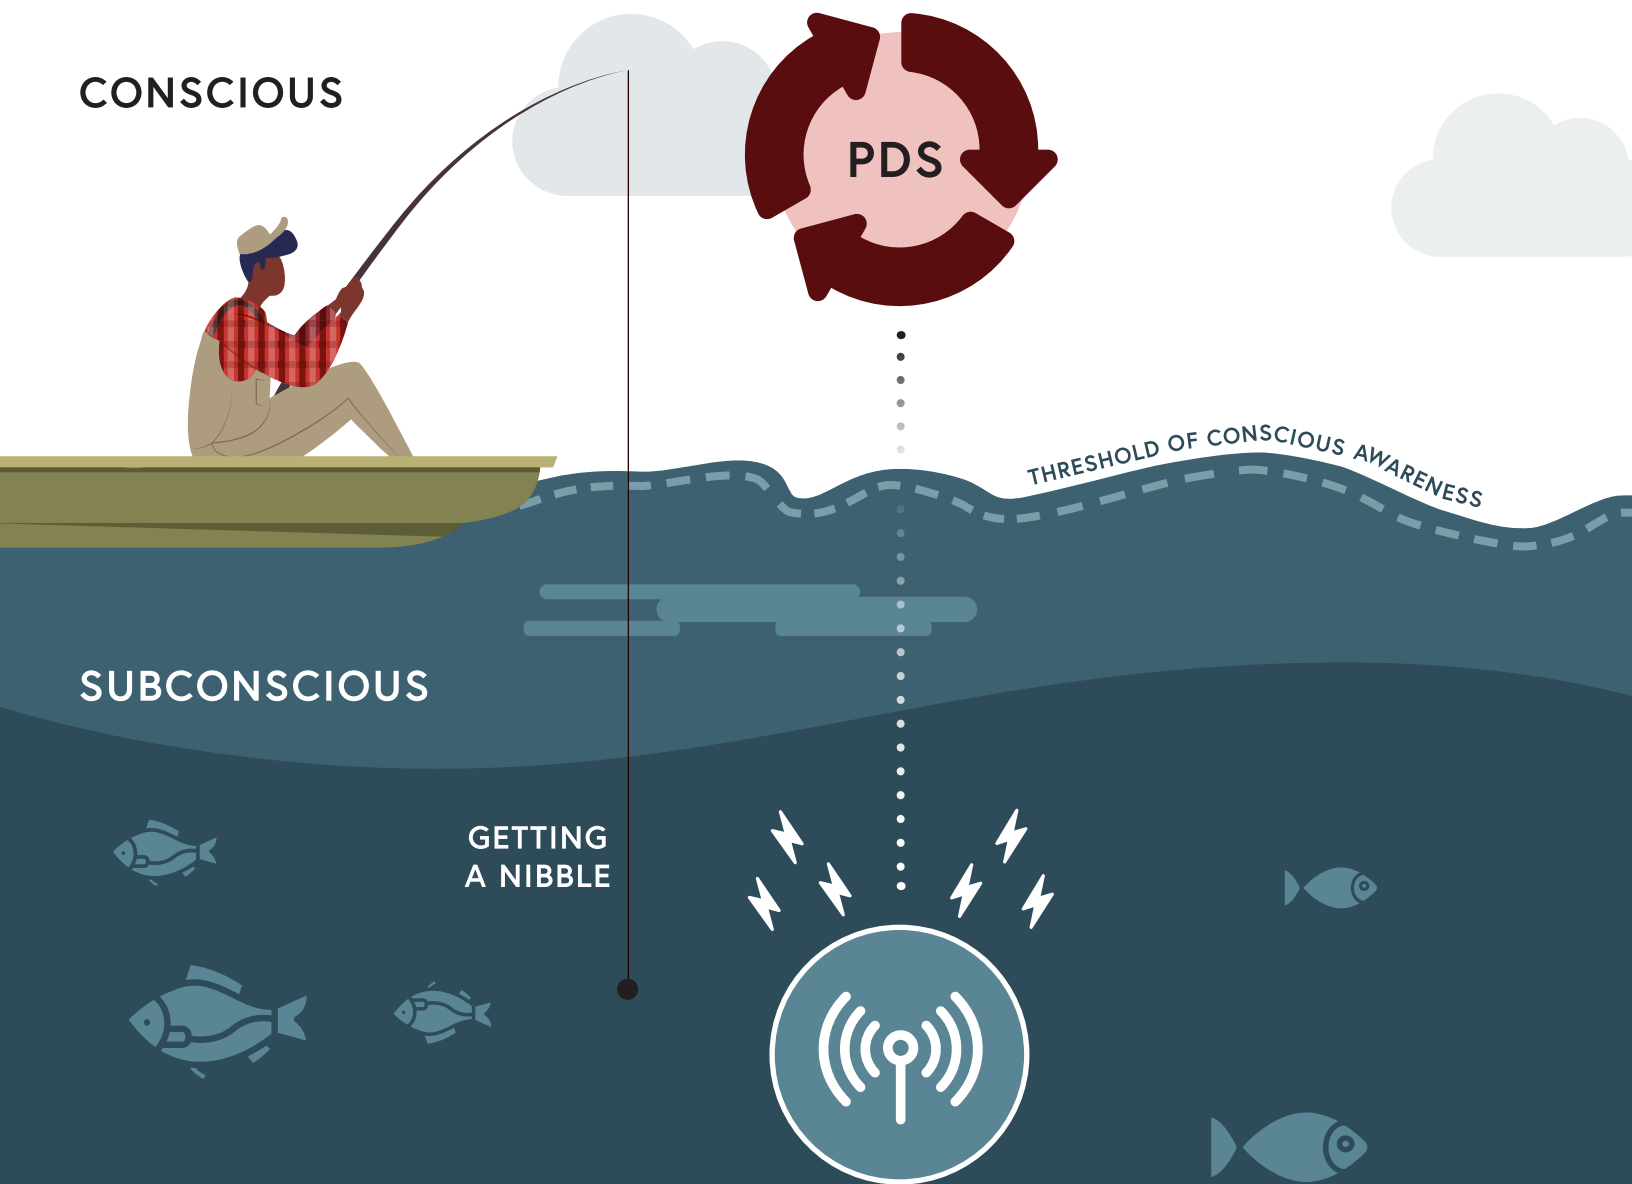 CONSCIOUS
PDS
THRESHOLD OF CONSCIOUS AWARENESS
SUBCONSCIOUS
GETTING
A NIBBLE